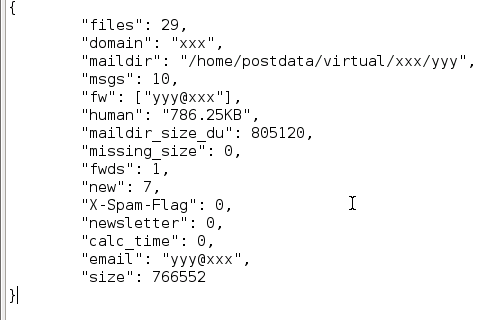 {
"files": 29,
"domain": "xxx",
"maildir": "/home/postdata/virtual/xxx/yyy",
"msgs": 10,
"fw": ["yyy@xxx"],
"human": "786.25KB",
"maildir_size_du": 805120,
"missing_size": 0,
"fwds": 1,
"new": 7,
"X-Spam-Flag": 0,
"newsletter": 0,
"calc_time": 0,
"email": "yyy@xxx",
"size": 766552
}